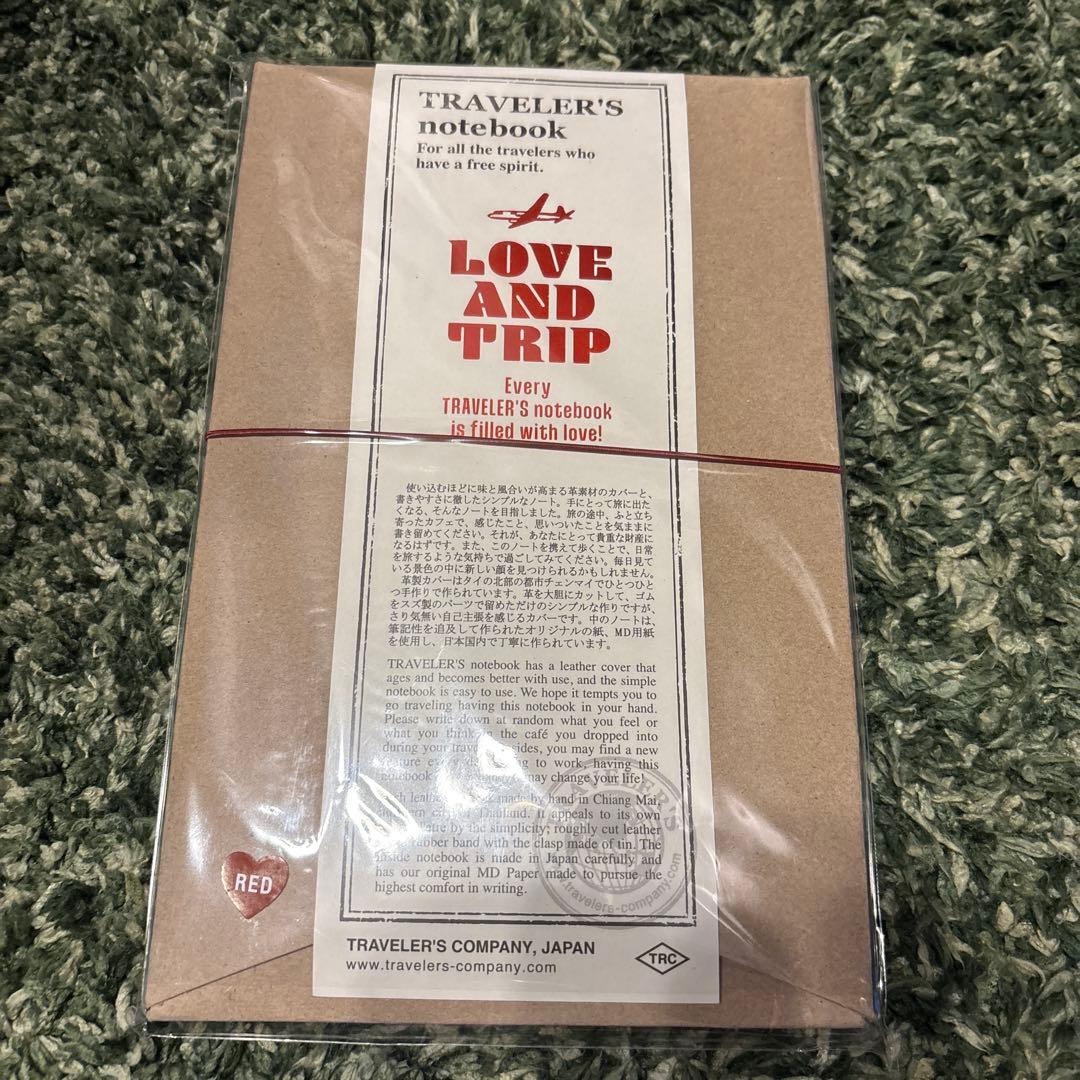 TRAVELER'S
notebook
For all the travelers who
have a free spirit.
LOVE
AND
TRIP
Every
TRAVELER'S notebook
is filled with love!
使い込むほどに味と風合いが高まる革素材のカバーと、
書きやすさに徹したシンプルなノート。手にとって旅に出た
くなる、そんなノートを目指しました。旅の途中、ふと立ち
寄ったカフェで、感じたこと、思いついたことを気ままに
書き留めてください。それが、あなたにとって貴重な財産に
なるはずです。また、このノートを携えて歩くことで、日常
を旅するような気持ちで過ごしてみてください。毎日見て
いる景色の中に新しい顔を見つけられるかもしれません。
革製カバーはタイの北部の都市チェンマイでひとつひと
つ手作りで作られています。革を大胆にカットして、ゴム
をスズ製のパーツで留めただけのシンプルな作りですが、
さり気無い自己主張を感じるカバーです。中のノートは、
筆記性を追及して作られたオリジナルの紙、MD用紙
を使用し、日本国内で丁寧に作られています。
TRAVELER'S notebook has a leather cover that
ages and becomes better with use, and the simple
notebook is easy to use. We hope it tempts you to
go traveling having this notebook in your hand.
Please write down at random what you feel or
what you think in the café you dropped into
during your you may find a new
to work, having this
notebook may change your life!
made by hand in Chiang Mai,
Thailand. appeals to its own
by the simplicity; roughly cut leather
rubber band with the clasp made of tin. The
inside notebook is made in Japan carefully and
has our original MD Paper made to pursue the
highest comfort in writing.
TRAVELER'S
www.travelers-company.com
RED
TRAVELER'S COMPANY, JAPAN
www.travelers-company.com
TRC